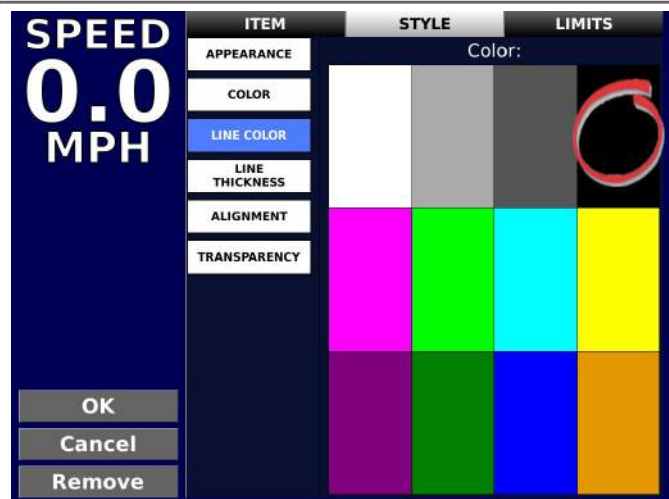 SPEED
0.0
MPH
ITEM
STYLE
LIMITS
APPEARANCE
COLOR
LINE COLOR
LINE
THICKNESS
ALIGNMENT
TRANSPARENCY
Color:
OK
Cancel
Remove